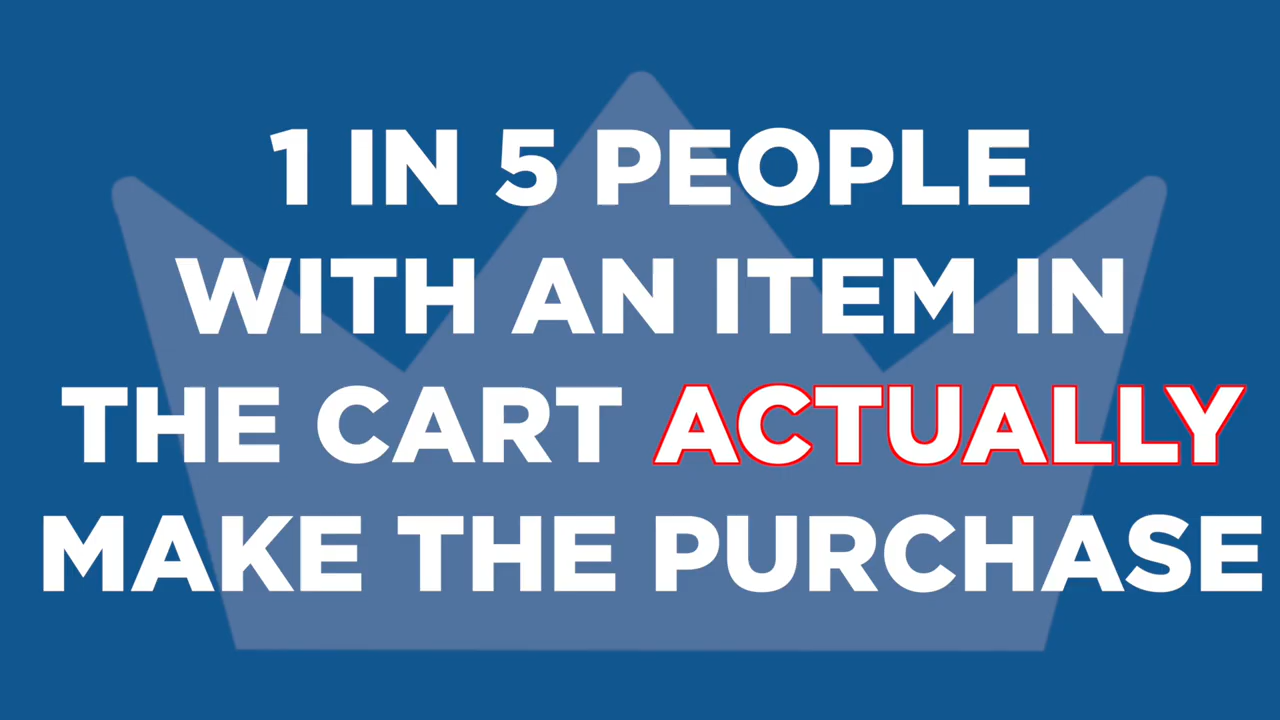 1 IN 5 PEOPLE
WITH AN ITEM IN
THE CART ACTUALLY
MAKE THE PURCHASE